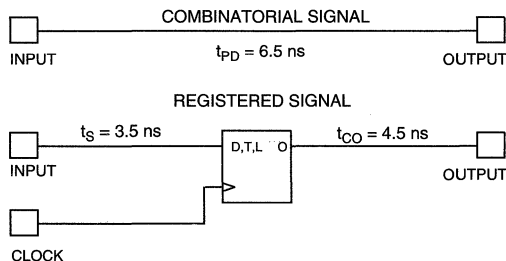 COMBINATORIAL SIGNAL
tPD = 6.5 ns
INPUT
OUTPUT
REGISTERED SIGNAL
tS = 3.5 ns
tCO = 4.5 ns
D,T,L O
INPUT
OUTPUT
CLOCK